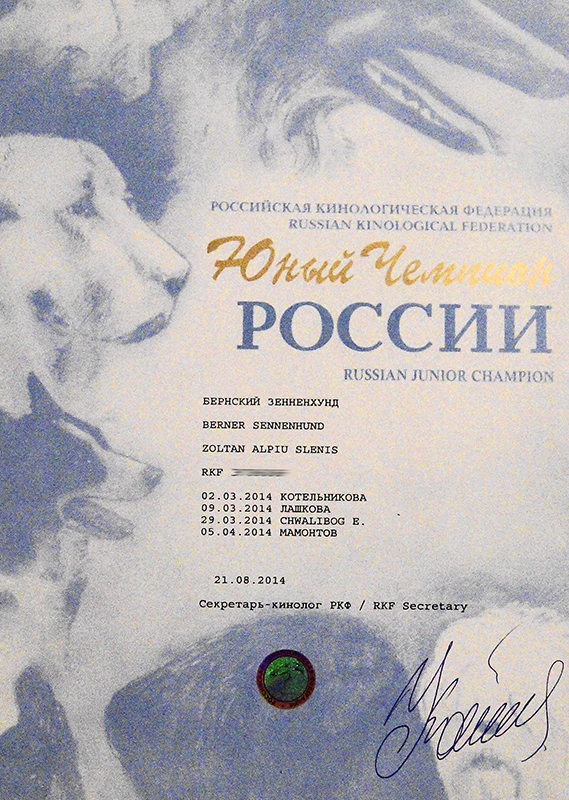 РОССИЙСКАЯ КИНОЛОГИЧЕСКАЯ ФЕДЕРАЦИЯ
RUSSIAN KINOLOGICAL FEDERATION
Юный Чемпион
РОССИИ
RUSSIAN JUNIOR CHAMPION
БЕРНСКИЙ ЗЕННЕНХУНД
BERNER SENNENHUND
ZOLTAN ALPIU SLENIS
RKF
02.03.2014 КОТЕЛЬНИКОВА
09.03.2014 ЛАШКОВА
29.03.2014 CHWALIBOG E.
05.04.2014 МАМОНТОВ
21.08.2014
Секретарь-кинолог РКФ / RKF Secretary